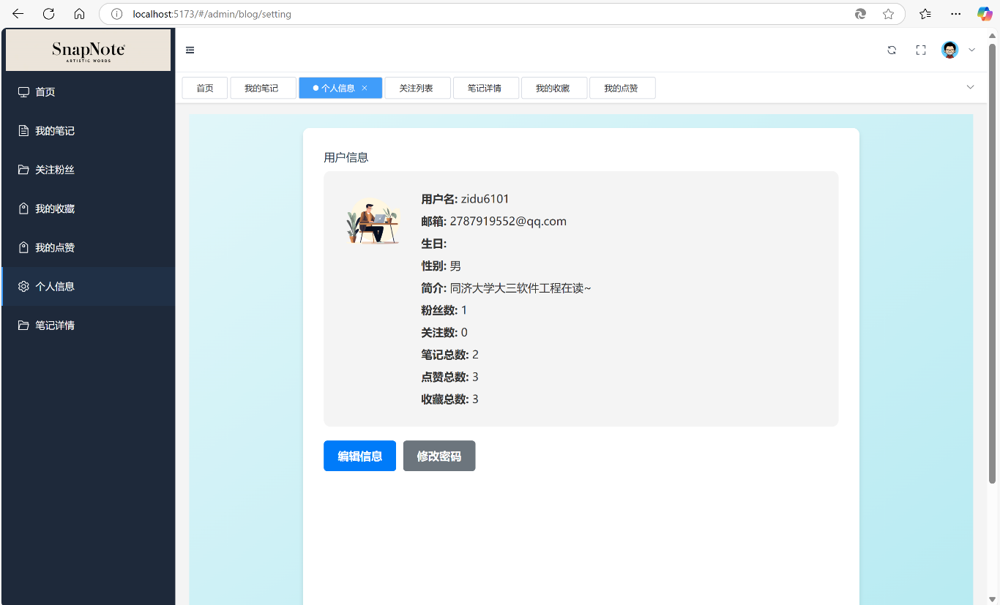 localhost:5173/#/admin/blog/setting
SnapNote
ARTISTIC WORDS
首页
我的笔记
关注粉丝
我的收藏
我的点赞
个人信息
笔记详情
首页 我的笔记 个人信息 × 关注列表 笔记详情 我的收藏 我的点赞
用户信息
用户名: zidu6101
邮箱: 2787919552@qq.com
生日:
性别: 男
简介: 同济大学大三软件工程在读~
粉丝数: 1
关注数: 0
笔记总数: 2
点赞总数: 3
收藏总数: 3
编辑信息 修改密码